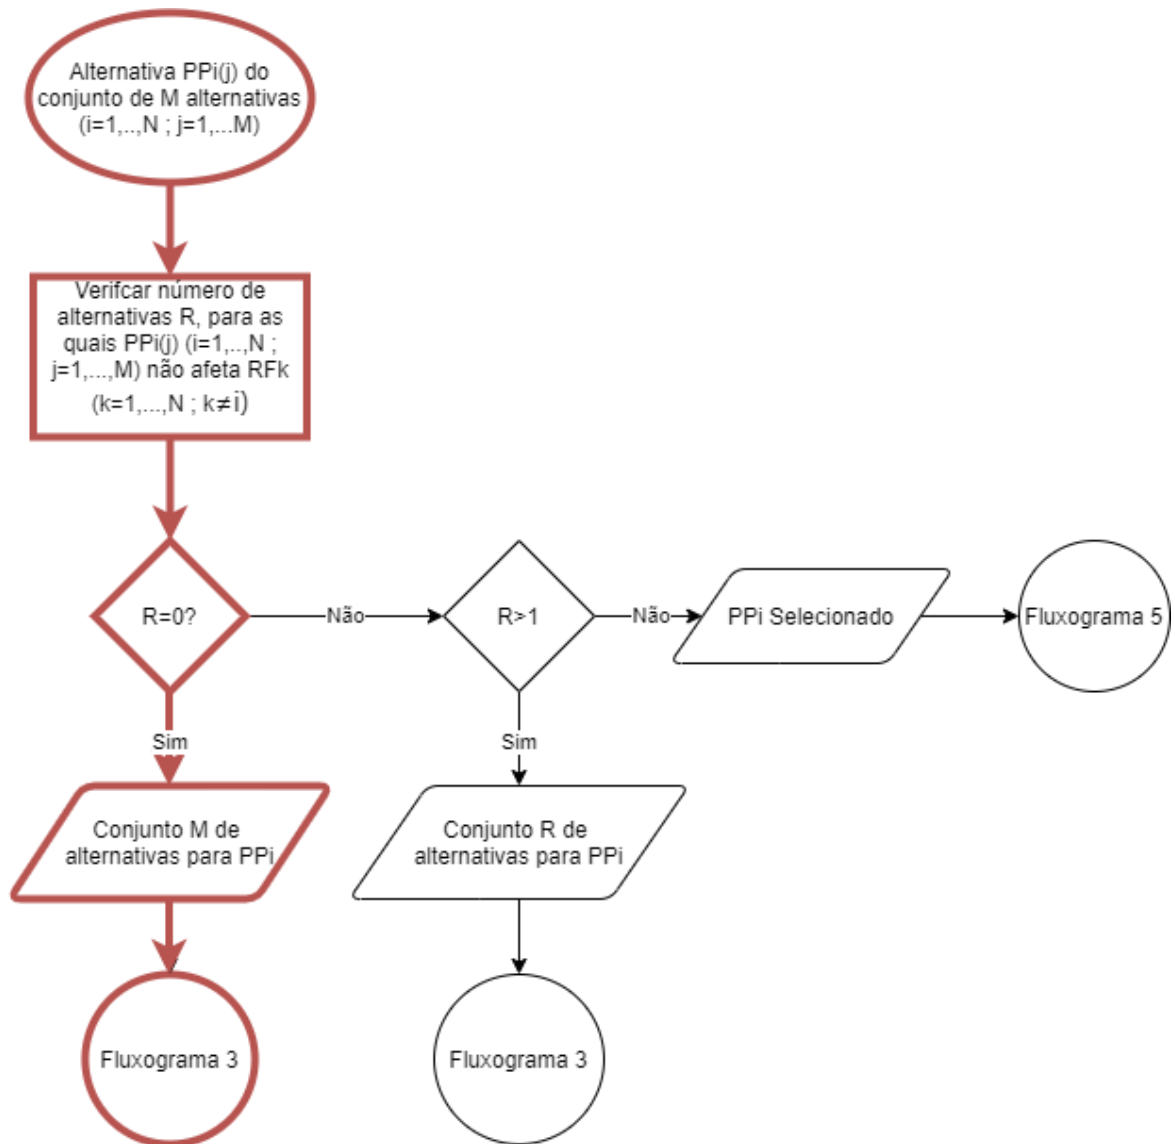 Alternativa PPi(j) do
conjunto de M alternativas
(i=1,..,N ; j=1,...M)
Verifcar número de
alternativas R, para as
quais PPi(j) (i=1,..,N ;
j=1,...,M) não afeta RFk
(k=1,...,N ; k≠i)
R=0?
Não
R>1
Não
PPi Selecionado
Fluxograma 5
Sim
Sim
Conjunto M de
alternativas para PPi
Conjunto R de
alternativas para PPi
Fluxograma 3
Fluxograma 3